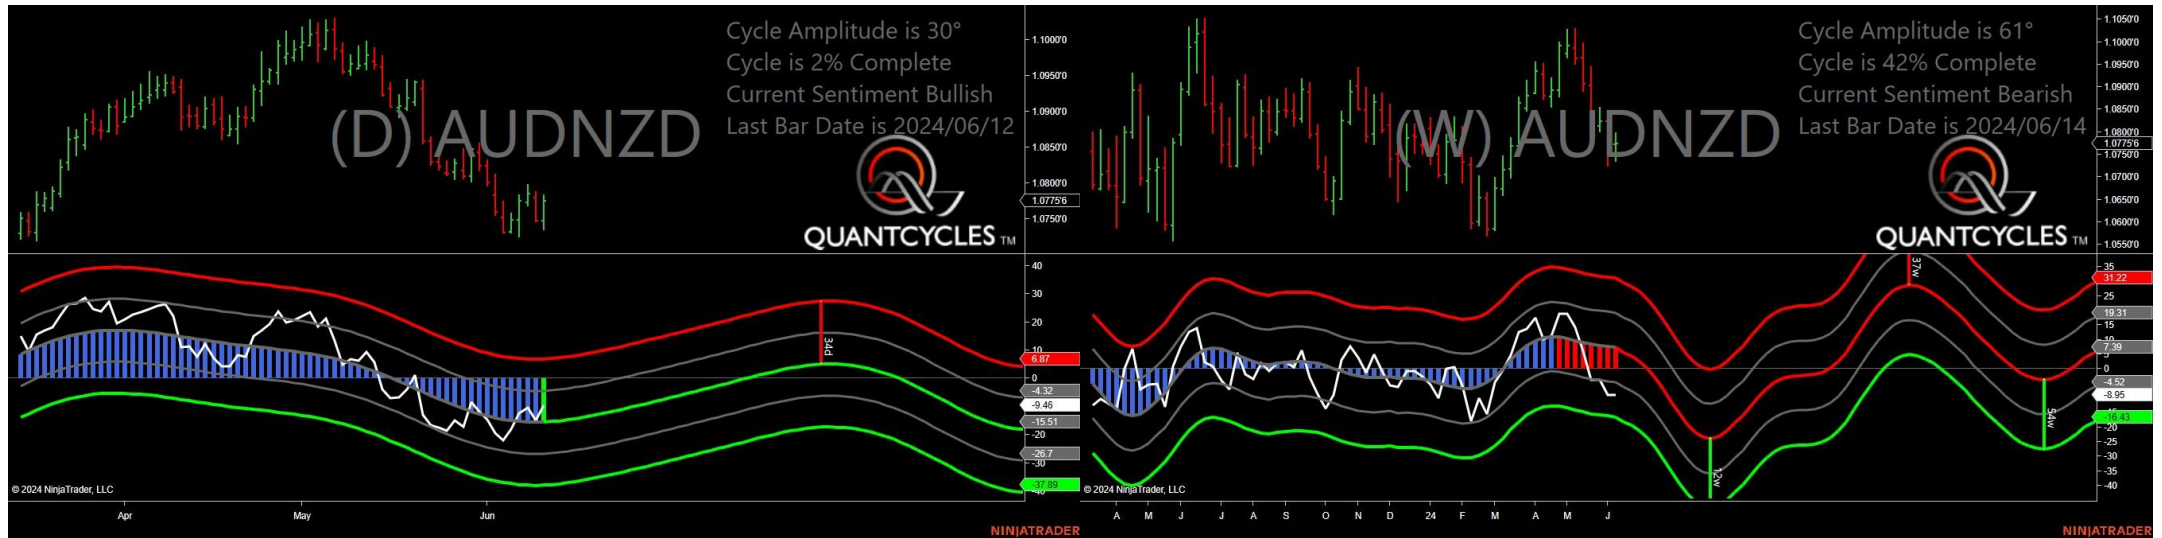 Cycle Amplitude is 30°
Cycle is 2% Complete
Current Sentiment Bullish
Last Bar Date is 2024/06/12
(D) AUDNZD
QUANTCYCLES TM
1.1000'0
1.0950'0
1.0900'0
1.0850'0
1.0800'0
1.0775'6
1.0750'0
40
30
20
10
6.87
0
-4.32
-9.46
-15.51
-20
-26.7
-30
-37.89
-40
34d
© 2024 NinjaTrader, LLC
Apr May Jun
NINJATRADER
Cycle Amplitude is 61°
Cycle is 42% Complete
Current Sentiment Bearish
Last Bar Date is 2024/06/14
(W) AUDNZD
QUANTCYCLES TM
1.1050'0
1.1000'0
1.0950'0
1.0900'0
1.0850'0
1.0800'0
1.0775'6
1.0750'0
1.0700'0
1.0650'0
1.0600'0
1.0550'0
35
31.22
25
19.31
15
10
7.39
5
0
-4.52
-8.95
-16.43
-20
-25
-30
-35
-40
37w
12w
54w
© 2024 NinjaTrader, LLC
A M J J A S O N D 24 F M A M J
NINJATRADER